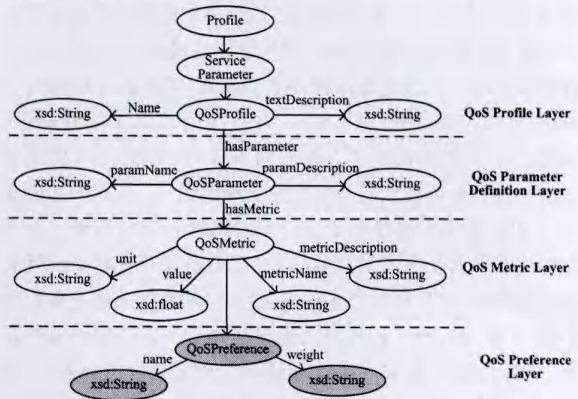 Profile
Service
Parameter
xsd:String
Name
QoSProfile
textDescription
xsd:String
QoS Profile Layer
hasParameter
xsd:String
paramName
QoSParameter
paramDescription
xsd:String
QoS Parameter
Definition Layer
hasMetric
QoSMetric
unit
value
metricName
metricDescription
xsd:String
xsd:float
xsd:String
xsd:String
QoS Metric Layer
QoSPreference
name
weight
xsd:String
xsd:String
QoS Preference
Layer